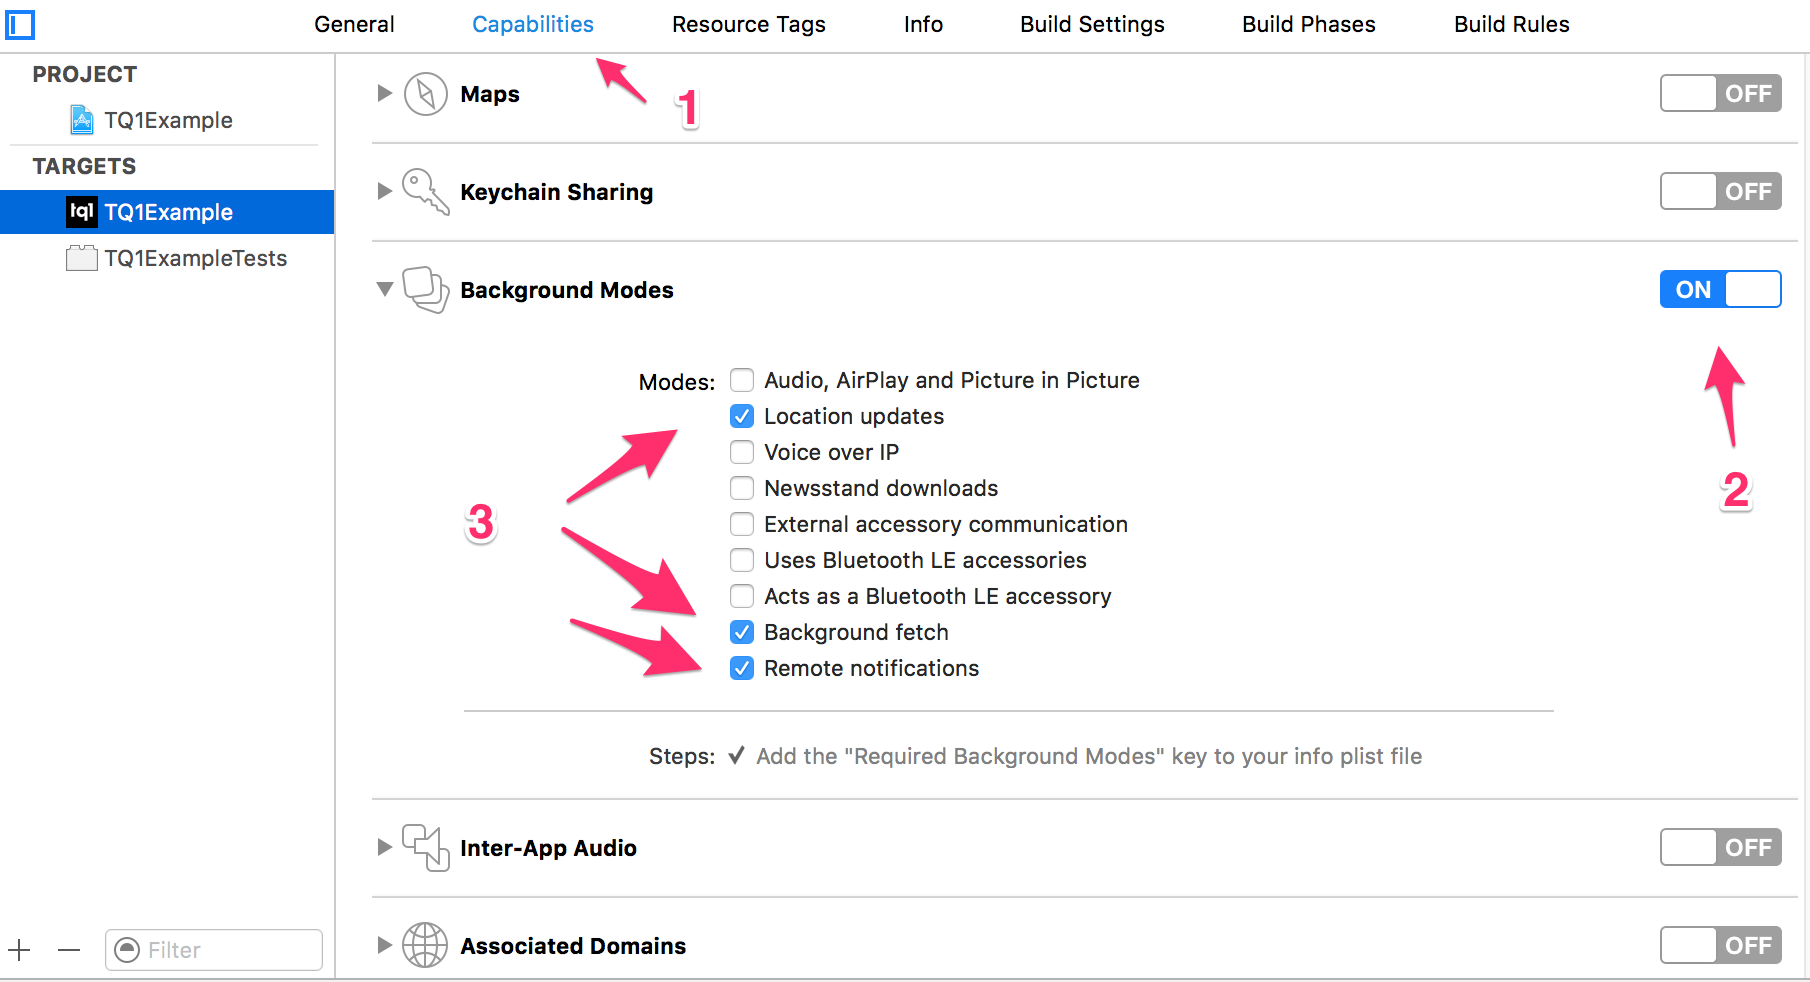 General Capabilities Resource Tags Info Build Settings Build Phases Build Rules
PROJECT
TQ1Example
TARGETS
tq1 TQ1Example
TQ1ExampleTests
1
Maps OFF
Keychain Sharing OFF
Background Modes ON
2
Modes: Audio, AirPlay and Picture in Picture
Location updates
Voice over IP
Newsstand downloads
3
External accessory communication
Uses Bluetooth LE accessories
Acts as a Bluetooth LE accessory
Background fetch
Remote notifications
Steps: ✓ Add the "Required Background Modes" key to your info plist file
Inter-App Audio OFF
Associated Domains OFF
Filter